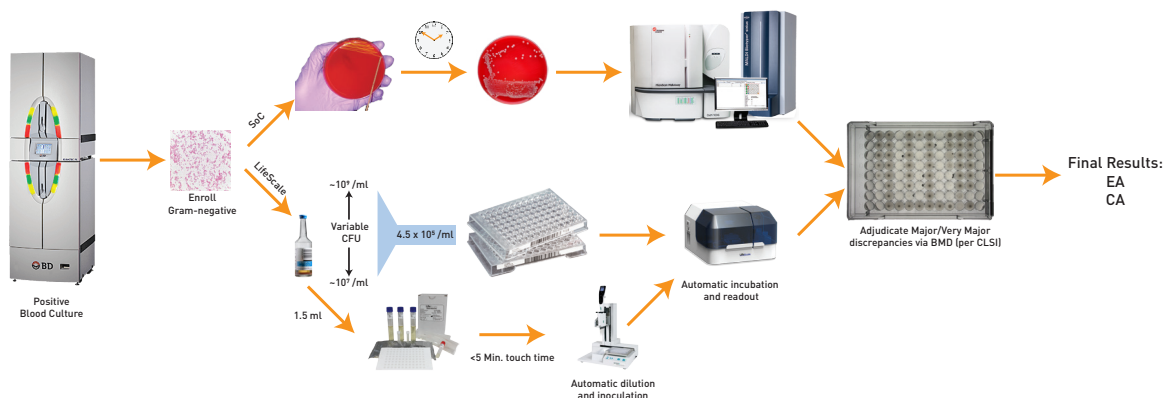 BD
Positive
Blood Culture
Enroll
Gram-negative
SoC
LifeScale
~10⁹/ml
Variable
CFU
~10⁷/ml
4.5 x 10⁵/ml
1.5 ml
<5 Min. touch time
Automatic dilution
and inoculation
Automatic incubation
and readout
Adjudicate Major/Very Major
discrepancies via BMD (per CLSI)
Final Results:
EA
CA